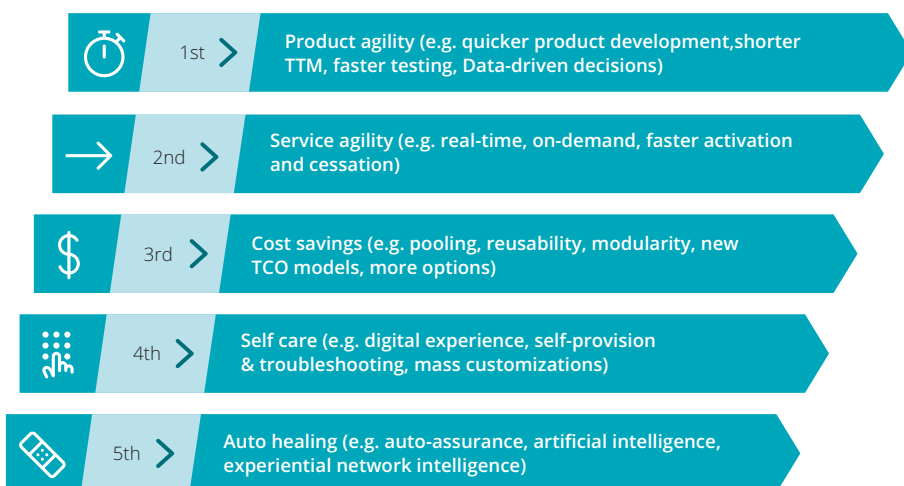 1st
Product agility (e.g. quicker product development,shorter
TTM, faster testing, Data-driven decisions)
2nd
Service agility (e.g. real-time, on-demand, faster activation
and cessation)
3rd
Cost savings (e.g. pooling, reusability, modularity, new
TCO models, more options)
4th
Self care (e.g. digital experience, self-provision
& troubleshooting, mass customizations)
5th
Auto healing (e.g. auto-assurance, artificial intelligence,
experiential network intelligence)